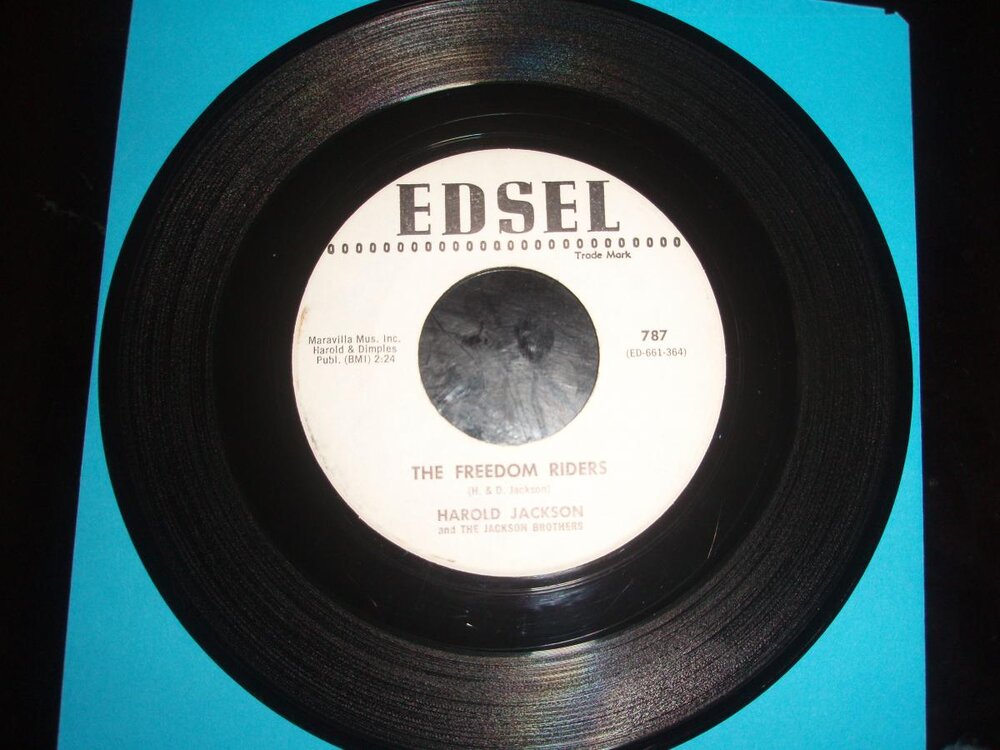 EDSEL
Trade Mark
Maravilla Mus. Inc.
Harold & Dimples
Publ. (BMI) 2:24
787
(ED-661-364)
THE FREEDOM RIDERS
(H. & D. Jackson)
HAROLD JACKSON
and THE JACKSON BROTHERS